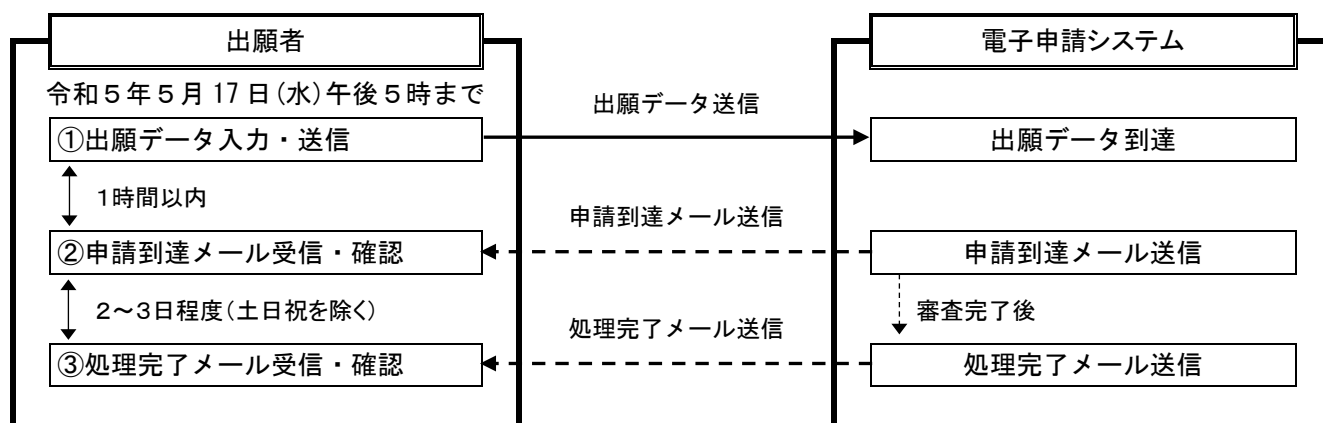 出願者
電子申請システム
令和５年５月 17 日(水)午後５時まで
出願データ送信
①出願データ入力・送信
出願データ到達
１時間以内
申請到達メール送信
②申請到達メール受信・確認
申請到達メール送信
２～３日程度(土日祝を除く)
処理完了メール送信
審査完了後
③処理完了メール受信・確認
処理完了メール送信